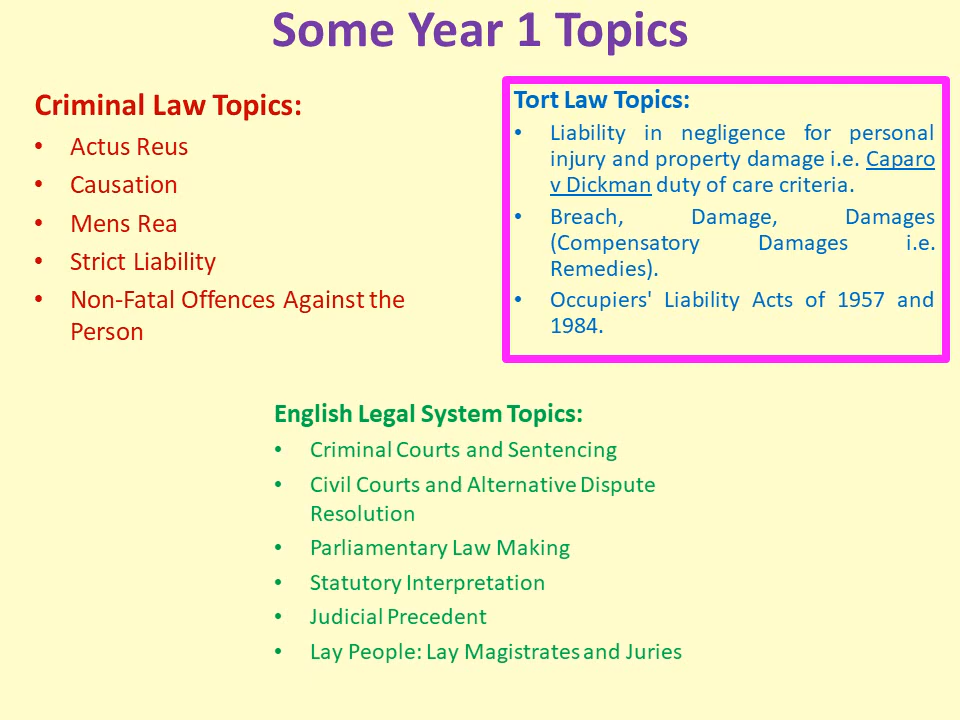 Some Year 1 Topics
Criminal Law Topics:
• Actus Reus
• Causation
• Mens Rea
• Strict Liability
• Non-Fatal Offences Against the
Person
Tort Law Topics:
• Liability in negligence for personal
injury and property damage i.e. Caparo
v Dickman duty of care criteria.
• Breach, Damage, Damages
(Compensatory Damages i.e.
Remedies).
• Occupiers' Liability Acts of 1957 and
1984.
English Legal System Topics:
• Criminal Courts and Sentencing
• Civil Courts and Alternative Dispute
Resolution
• Parliamentary Law Making
• Statutory Interpretation
• Judicial Precedent
• Lay People: Lay Magistrates and Juries